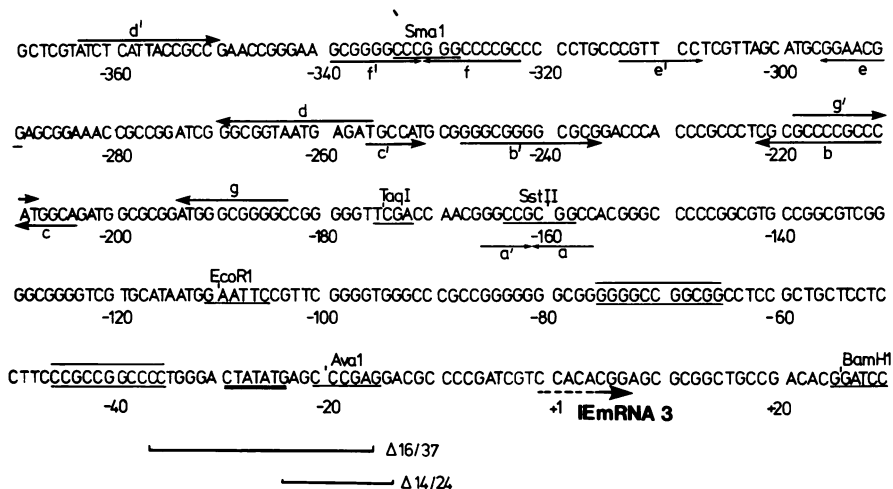 d' Sma1
GCTCGTATCT CATTACCGCC GAACCGGGAA GCGGGGCCCG GGCCCCGCCC CCTGCCCGTT CCTCGTTAGC ATGCGGAACG
-360 -340 f' f -320 e' -300 e
d g'
GAGCGGAAAC CGCCGGATCG GGCGGTAATG AGATGCCATG CGGGGCGGGG CGCGGACCCA CCCGCCCTCG CGCCCCGCCC
-280 -260 c' b' -240 -220 b
g TaqI SstII
ATGGCAGATG GCGCGGATGG GCGGGGCCGG GGGTTCGACC AACGGGCCGC GGCCACGGGC CCCCGGCGTG CCGGCGTCGG
c -200 -180 -160 -140
a' a
EcoR1
GGCGGGGTCG TGCATAATGG AATTCCGTTC GGGGTGGGCC CGCCGGGGGG GCGGGGGGCC GGCGGCCTCC GCTGCTCCTC
-120 -100 -80 -60
Ava1 BamH1
CTTCCCGCCGGCCCCTGGGA CTATATGAGC CCGAGGACGC CCCGATCGTC CACACGGAGC GCGGCTGCCG ACACGGATCC
-40 -20 +1 IEmRNA 3 +20
Δ16/37
Δ14/24